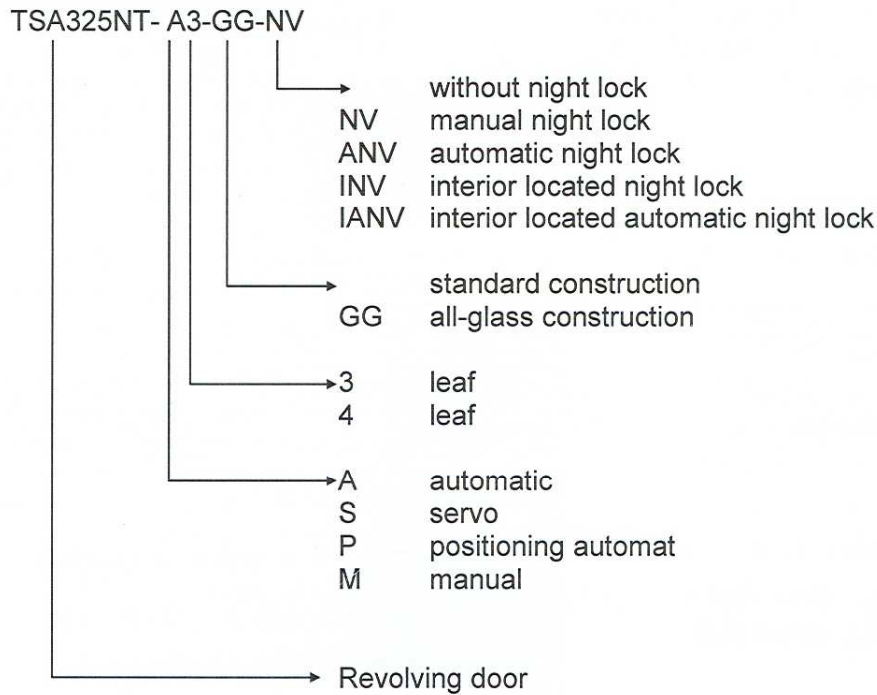 TSA325NT- A3-GG-NV
without night lock
NV manual night lock
ANV automatic night lock
INV interior located night lock
IANV interior located automatic night lock
standard construction
GG all-glass construction
3 leaf
4 leaf
A automatic
S servo
P positioning automat
M manual
Revolving door